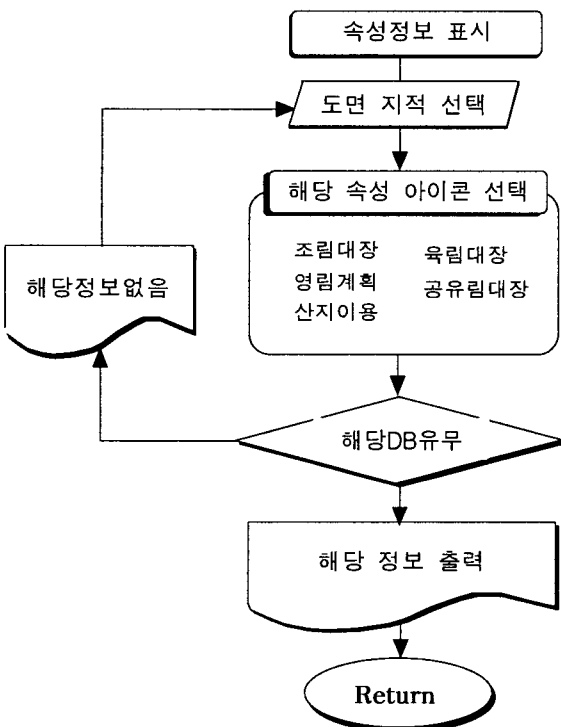 속성정보 표시
도면 지적 선택
해당 속성 아이콘 선택
조림대장 육림대장
영림계획 공유림대장
산지이용
해당정보없음
해당DB유무
해당 정보 출력
Return